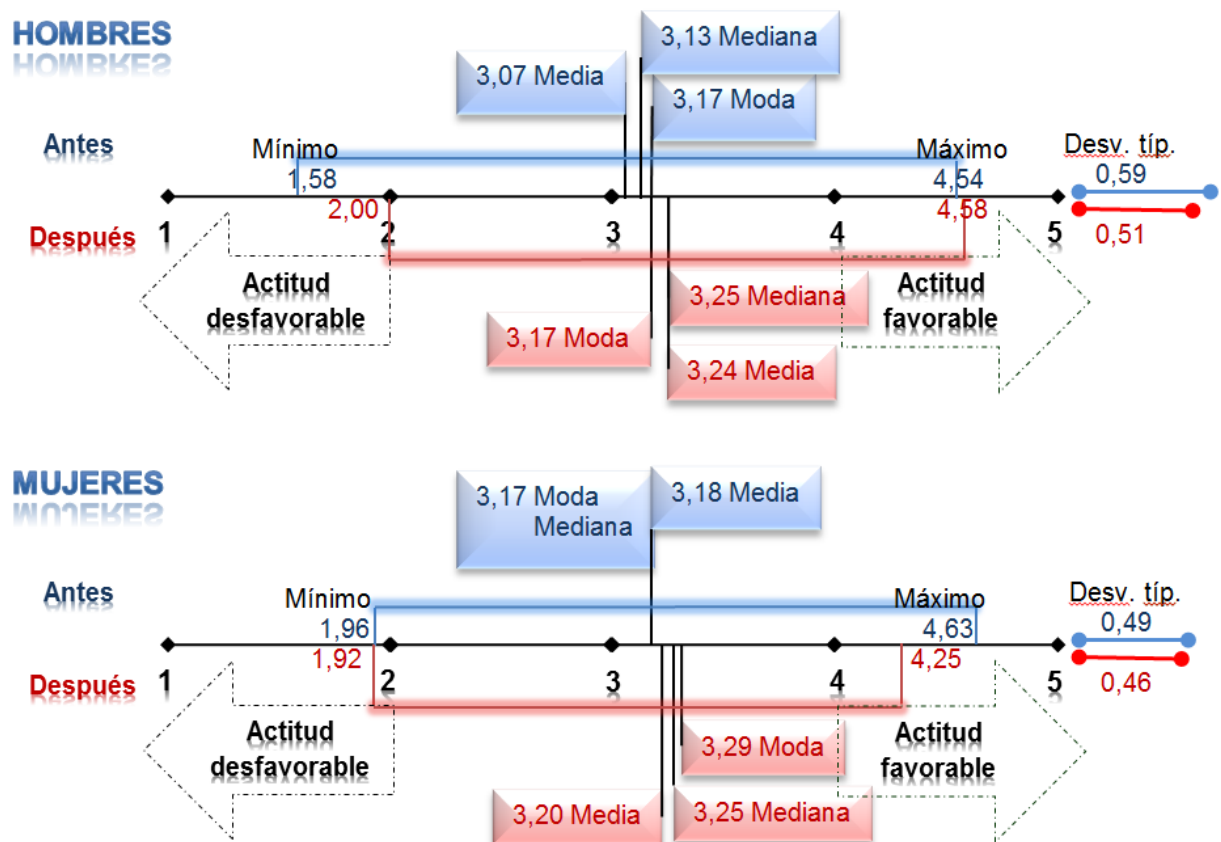 HOMBRES
3,13 Mediana
3,07 Media
3,17 Moda
Antes
Mínimo
Máximo
Desv. típ.
1,58
4,54
0,59
2,00
4,58
Después
1
2
3
4
5
0,51
Actitud
desfavorable
3,25 Mediana
Actitud
favorable
3,17 Moda
3,24 Media
MUJERES
3,17 Moda
Mediana
3,18 Media
Antes
Mínimo
Máximo
Desv. típ.
1,96
4,63
0,49
1,92
4,25
Después
1
2
3
4
5
0,46
Actitud
desfavorable
3,29 Moda
Actitud
favorable
3,20 Media
3,25 Mediana